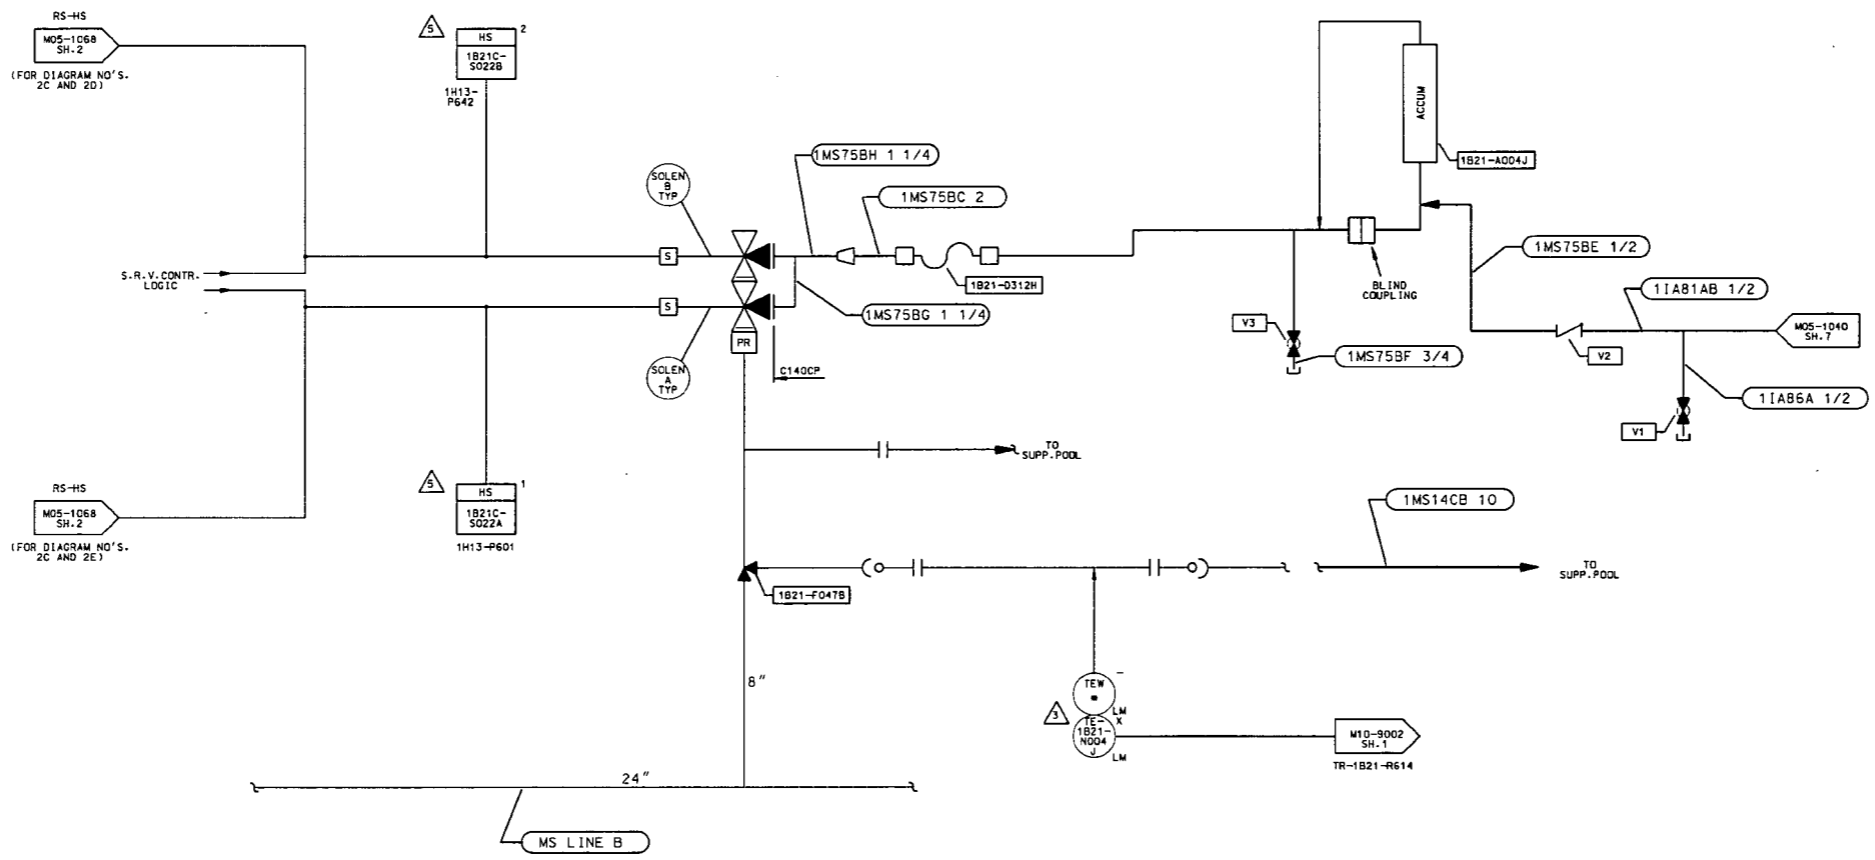 RS-HS
M05-1068
SH.2
(FOR DIAGRAM NO'S.
2C AND 2D)
5
HS
2
1B21C-
S022B
1H13-
P642
ACCUM
1B21-A004J
1MS75BH 1 1/4
SOLEN
B
TYP
1MS75BC 2
S
1B21-D312H
BLIND
COUPLING
1MS75BE 1/2
S.R.V.CONTR.
LOGIC
S
1MS75BG 1 1/4
1IA81AB 1/2
M05-1040
SH.7
V3
V2
PR
1MS75BF 3/4
SOLEN
A
TYP
C140CP
1IA86A 1/2
V1
TO
SUPP.POOL
RS-HS
M05-1068
SH.2
(FOR DIAGRAM NO'S.
2C AND 2E)
5
HS
1
1B21C-
S022A
1H13-P601
1MS14CB 10
TO
SUPP.POOL
1B21-F047B
8"
TEW
*
LM
3
TE-
X
1B21-
N004
J
LM
M10-9002
SH.1
TR-1B21-R614
24"
MS LINE B